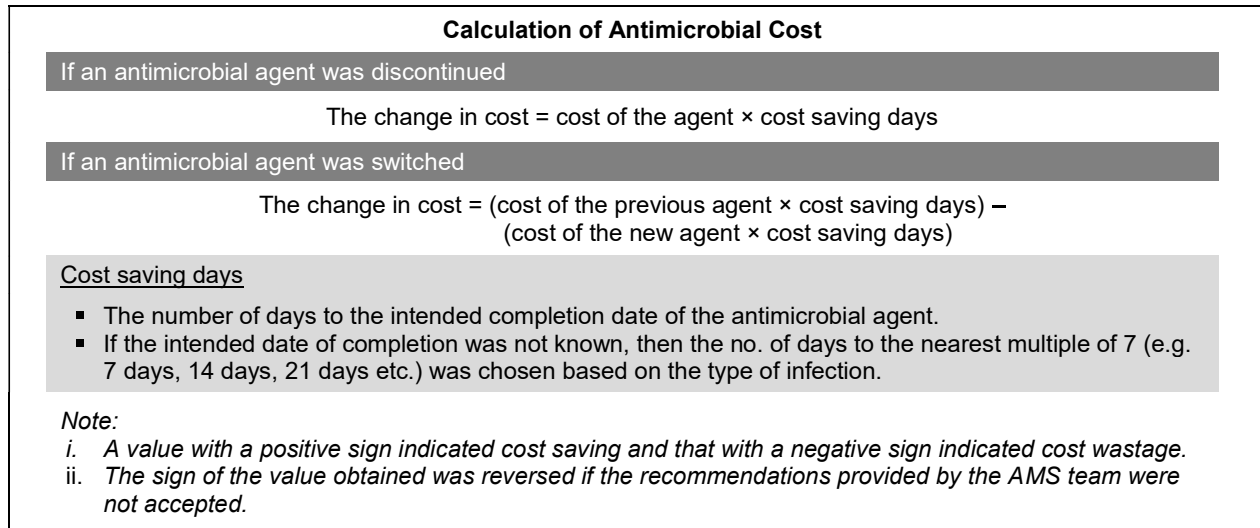 Calculation of Antimicrobial Cost
If an antimicrobial agent was discontinued
The change in cost = cost of the agent × cost saving days
If an antimicrobial agent was switched
The change in cost = (cost of the previous agent × cost saving days) –
(cost of the new agent × cost saving days)
Cost saving days
▪ The number of days to the intended completion date of the antimicrobial agent.
▪ If the intended date of completion was not known, then the no. of days to the nearest multiple of 7 (e.g.
7 days, 14 days, 21 days etc.) was chosen based on the type of infection.
Note:
i. A value with a positive sign indicated cost saving and that with a negative sign indicated cost wastage.
ii. The sign of the value obtained was reversed if the recommendations provided by the AMS team were
not accepted.